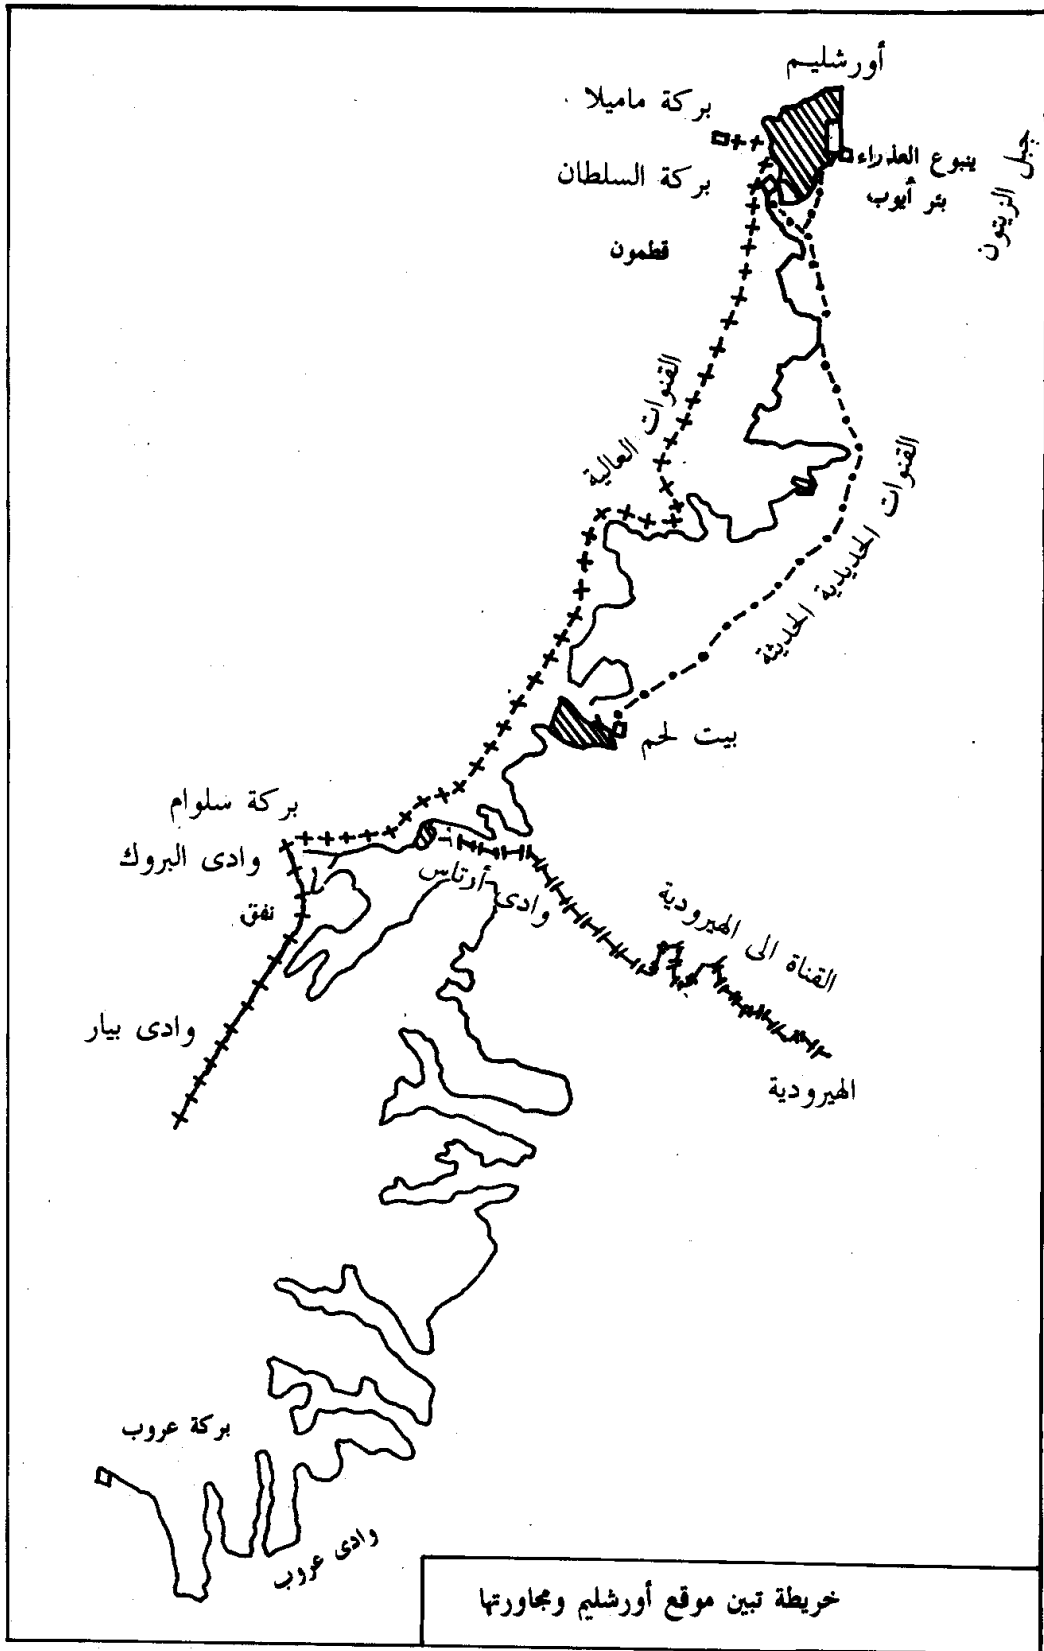 أورشليم
بركة ماميلا
ينبوع العذراء
جبل الزيتون
بركة السلطان
بئر أيوب
قطمون
القنوات العالية
القنوات الحديدية الحديثة
بيت لحم
بركة سلوام
وادى البروك
وادى أرتاس
نفق
القناة الى الهيرودية
وادى بيار
الهيرودية
بركة عروب
وادى عروب
خريطة تبين موقع أورشليم ومجاورتها